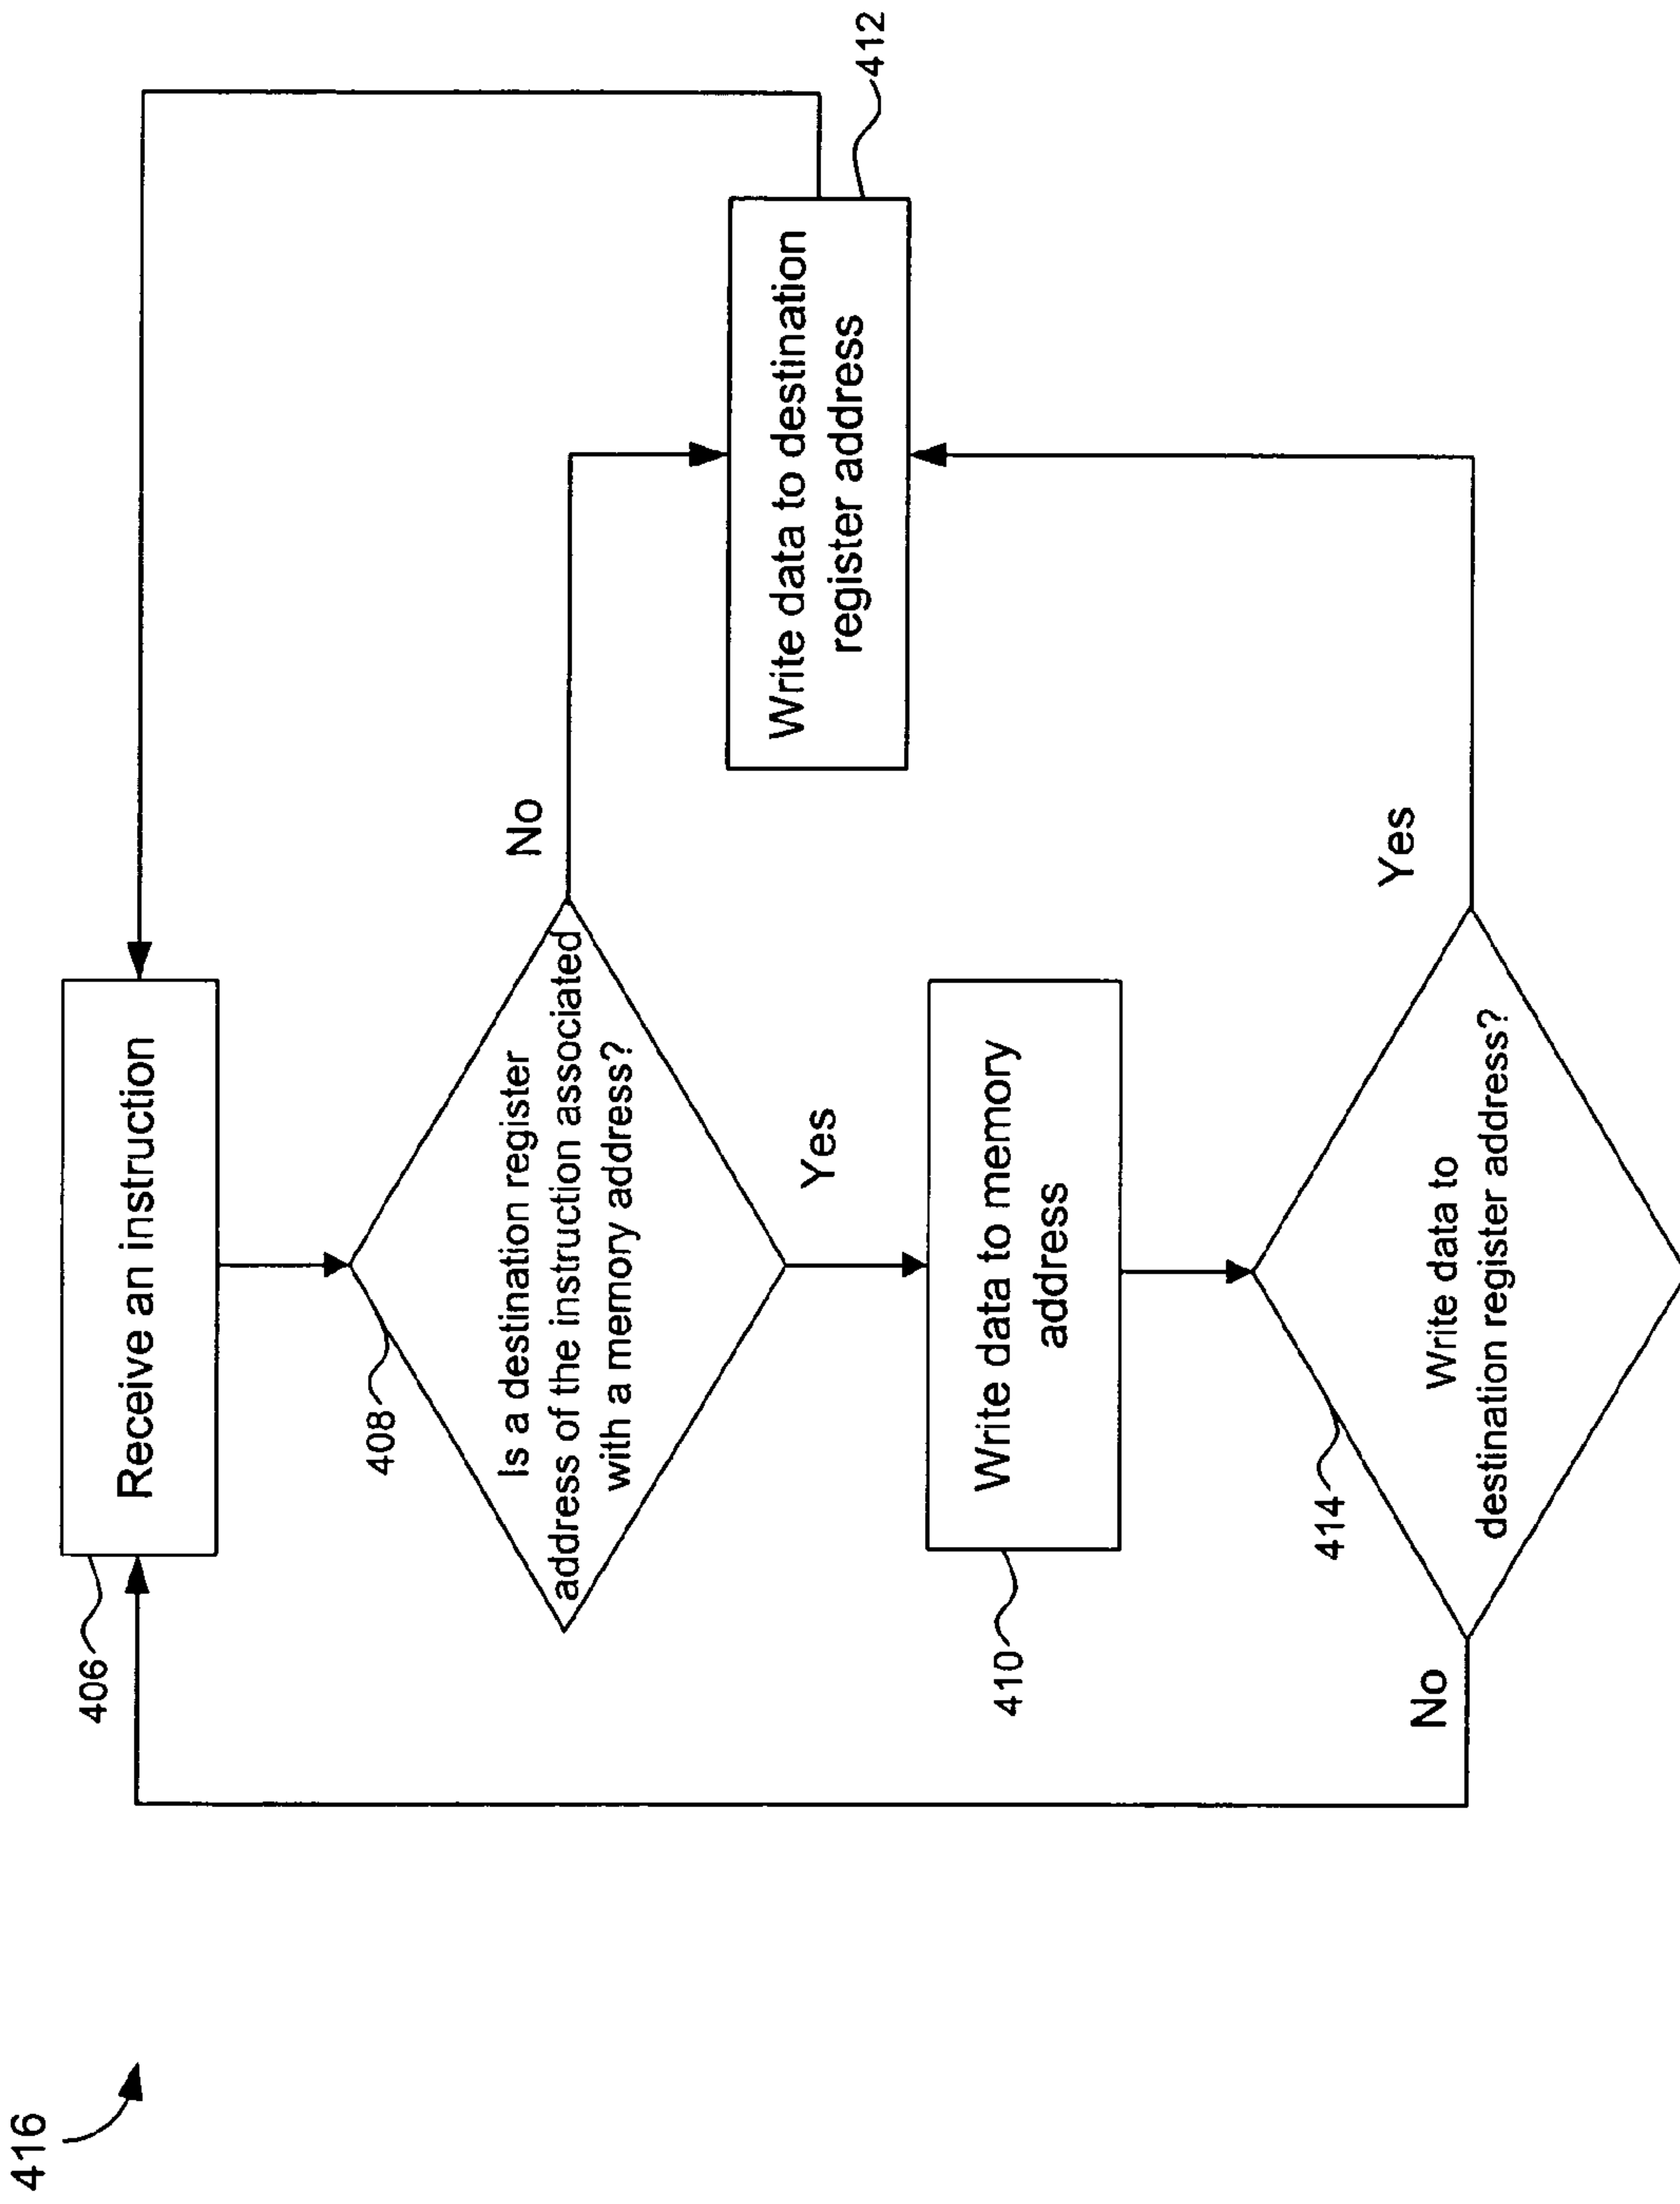 416
406
Receive an instruction
408
Is a destination register
address of the instruction associated
with a memory address?
No
Yes
410
Write data to memory
address
Write data to destination
register address
412
414
Write data to
destination register address?
No
Yes